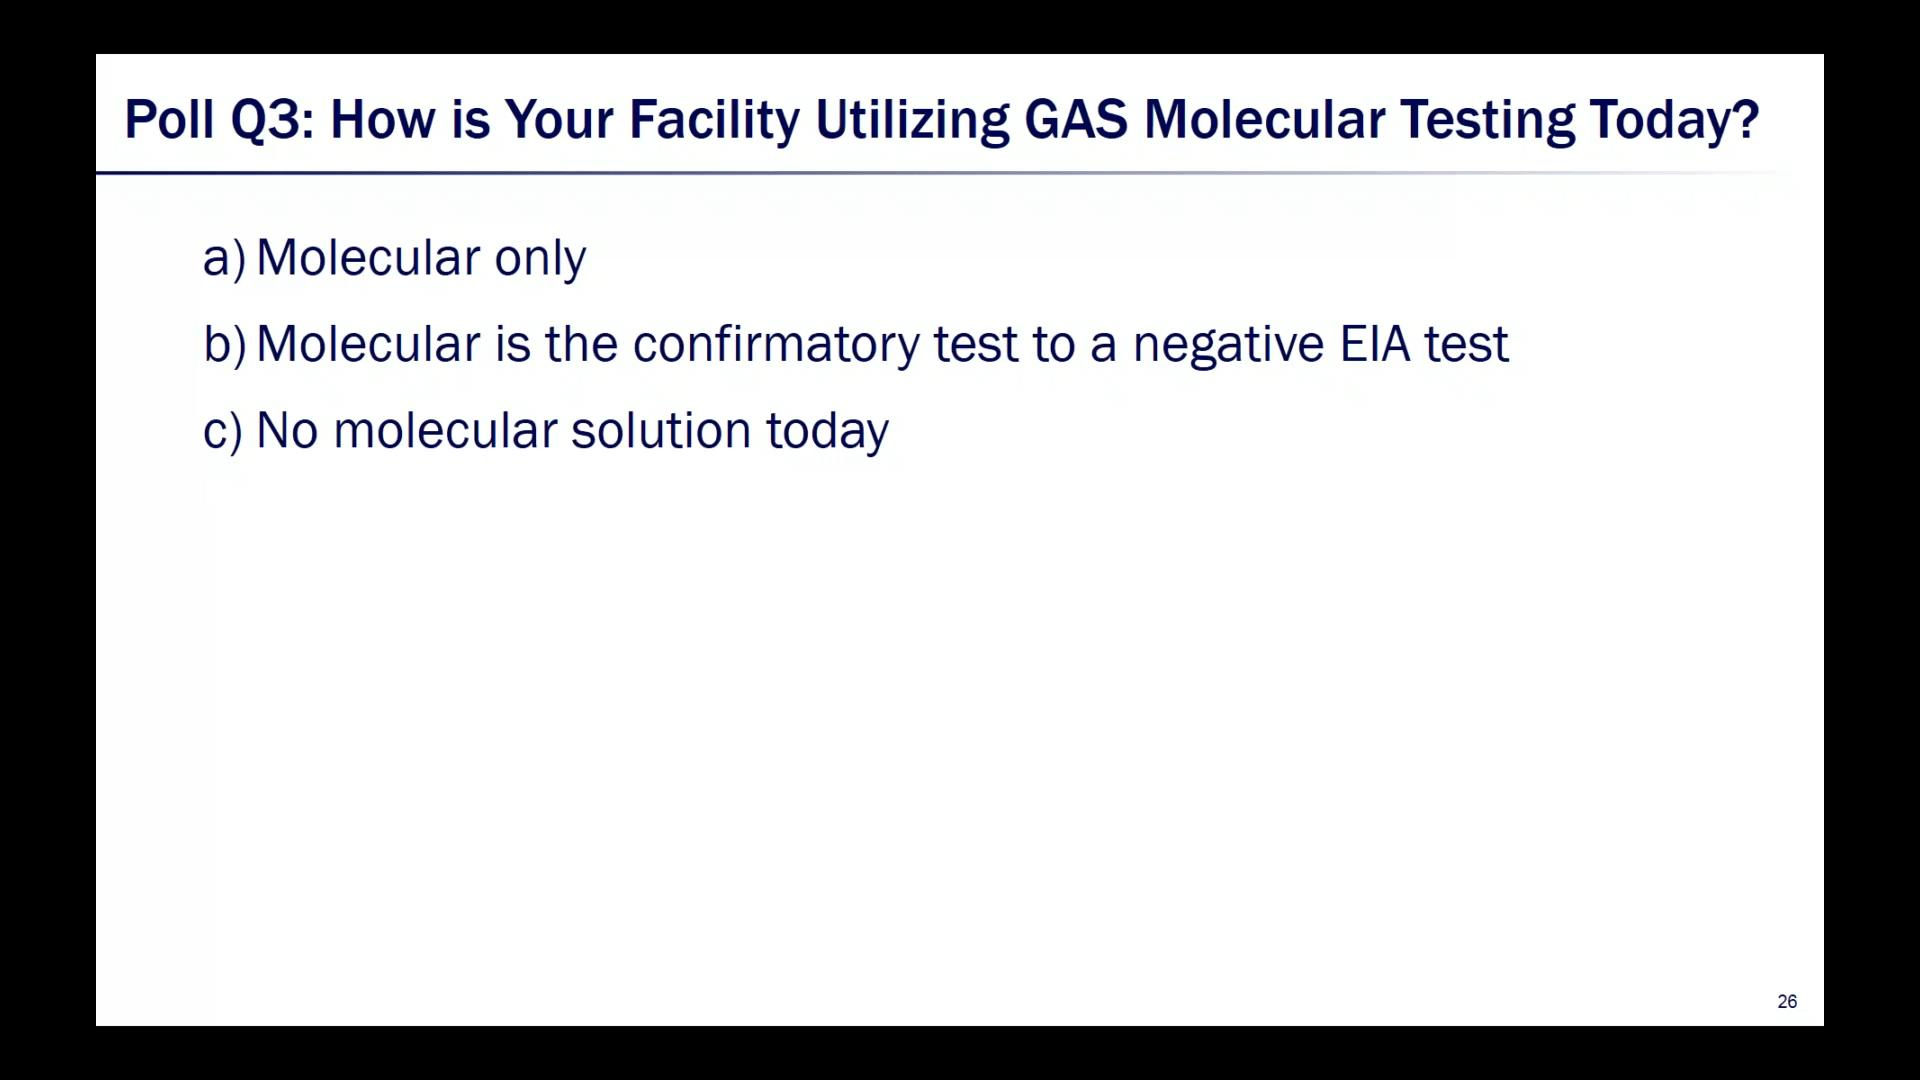 Poll Q3: How is Your Facility Utilizing GAS Molecular Testing Today?
a) Molecular only
b) Molecular is the confirmatory test to a negative EIA test
c) No molecular solution today
26